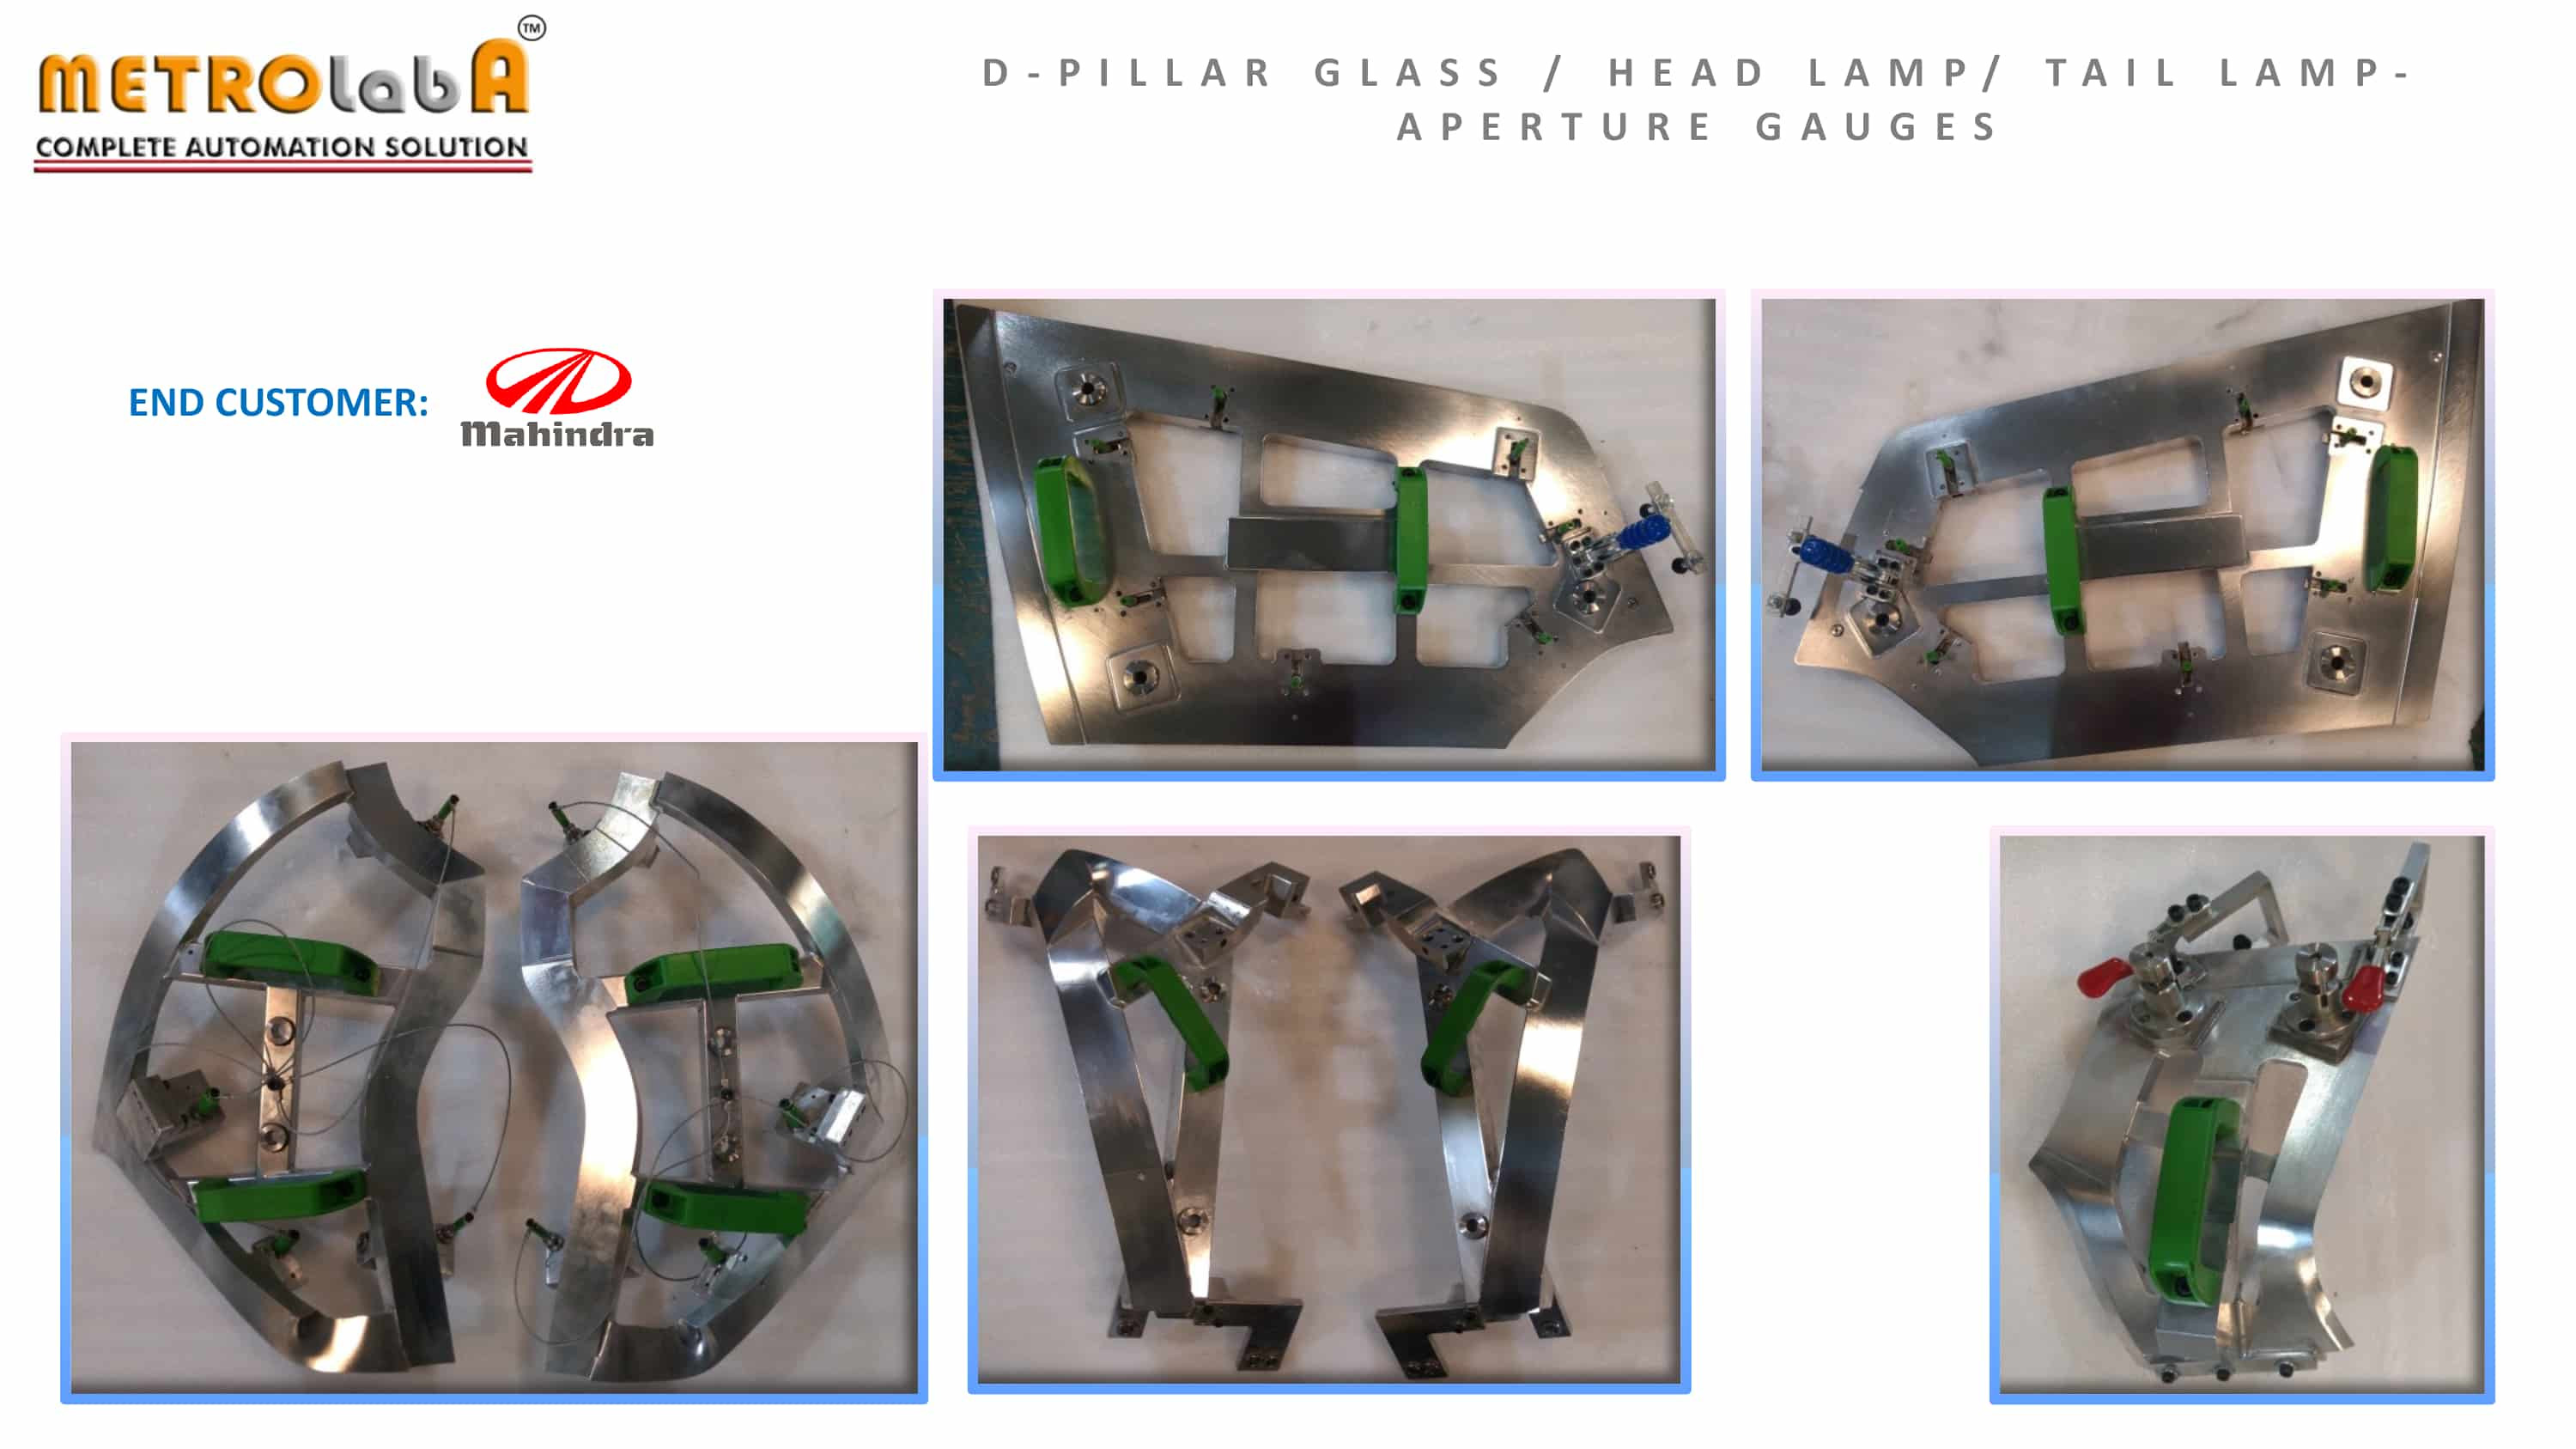 METROlabA TM
COMPLETE AUTOMATION SOLUTION
D-PILLAR GLASS / HEAD LAMP/ TAIL LAMP-
APERTURE GAUGES
END CUSTOMER:
Mahindra